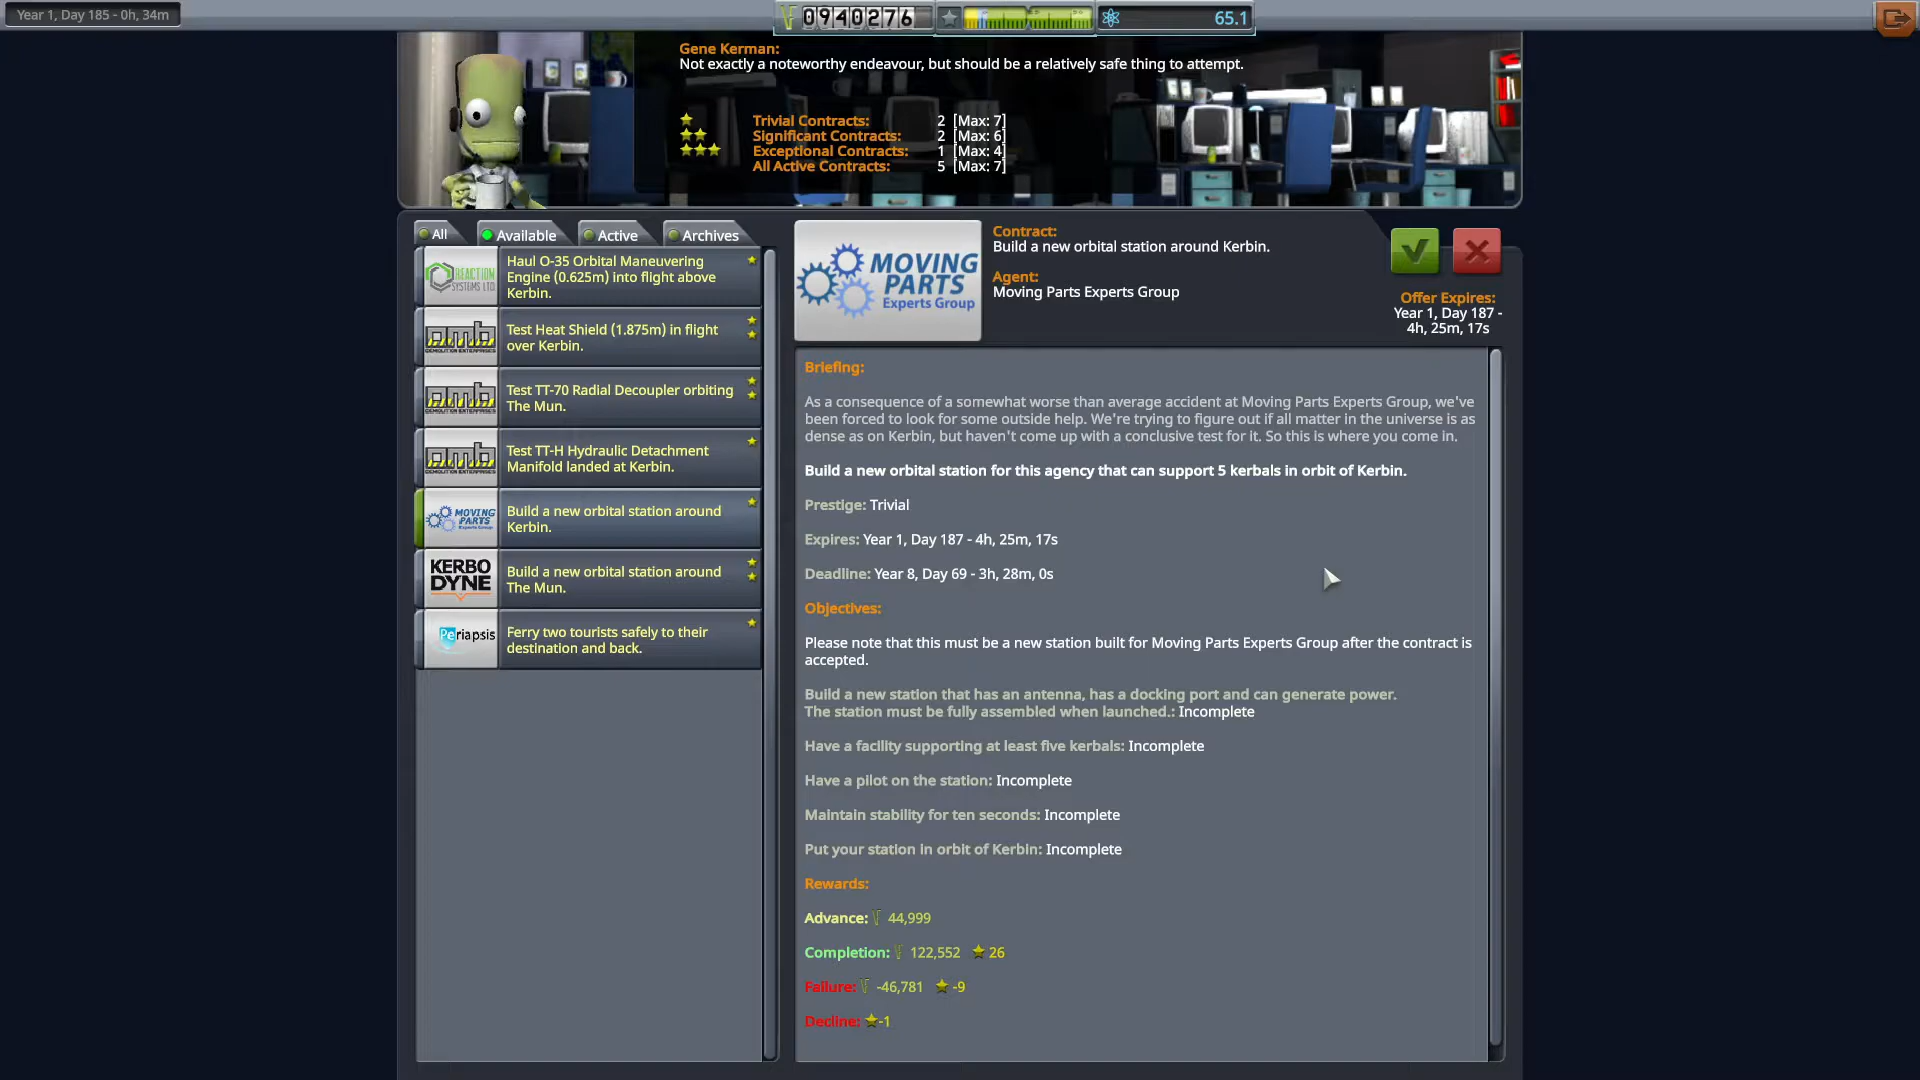 Year 1, Day 185 - 0h, 34m
0940276
65.1
Gene Kerman:
Not exactly a noteworthy endeavour, but should be a relatively safe thing to attempt.
Trivial Contracts: 2 [Max: 7]
Significant Contracts: 2 [Max: 6]
Exceptional Contracts: 1 [Max: 4]
All Active Contracts: 5 [Max: 7]
All
Available
Active
Archives
REACTION
SYSTEMS LTD.
Haul O-35 Orbital Maneuvering
Engine (0.625m) into flight above
Kerbin.
Test Heat Shield (1.875m) in flight
over Kerbin.
Test TT-70 Radial Decoupler orbiting
The Mun.
Test TT-H Hydraulic Detachment
Manifold landed at Kerbin.
MOVING
PARTS
Experts Group
Build a new orbital station around
Kerbin.
KERBO
DYNE
Build a new orbital station around
The Mun.
Periapsis
Ferry two tourists safely to their
destination and back.
MOVING
PARTS
Experts Group
Contract:
Build a new orbital station around Kerbin.
Agent:
Moving Parts Experts Group
Offer Expires:
Year 1, Day 187 -
4h, 25m, 17s
Briefing:
As a consequence of a somewhat worse than average accident at Moving Parts Experts Group, we've
been forced to look for some outside help. We're trying to figure out if all matter in the universe is as
dense as on Kerbin, but haven't come up with a conclusive test for it. So this is where you come in.
Build a new orbital station for this agency that can support 5 kerbals in orbit of Kerbin.
Prestige: Trivial
Expires: Year 1, Day 187 - 4h, 25m, 17s
Deadline: Year 8, Day 69 - 3h, 28m, 0s
Objectives:
Please note that this must be a new station built for Moving Parts Experts Group after the contract is
accepted.
Build a new station that has an antenna, has a docking port and can generate power.
The station must be fully assembled when launched.: Incomplete
Have a facility supporting at least five kerbals: Incomplete
Have a pilot on the station: Incomplete
Maintain stability for ten seconds: Incomplete
Put your station in orbit of Kerbin: Incomplete
Rewards:
Advance: 44,999
Completion: 122,552 26
Failure: -46,781 -9
Decline: -1